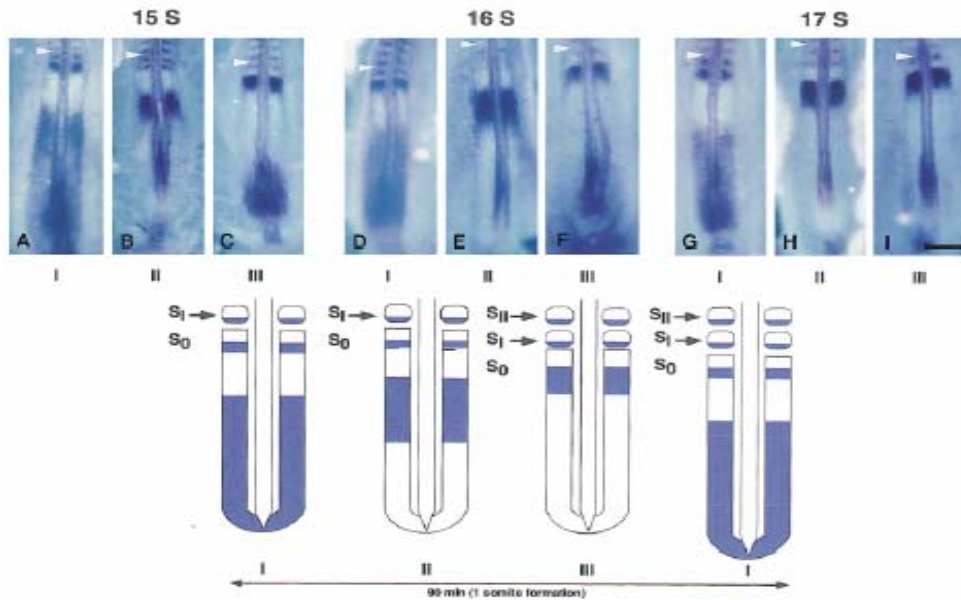 15 S 16 S 17 S
A B C D E F G H I
I II III I II III I II III
SI SI SII SII
S0 S0 SI SI
S0 S0
I II III I
90 min (1 somite formation)